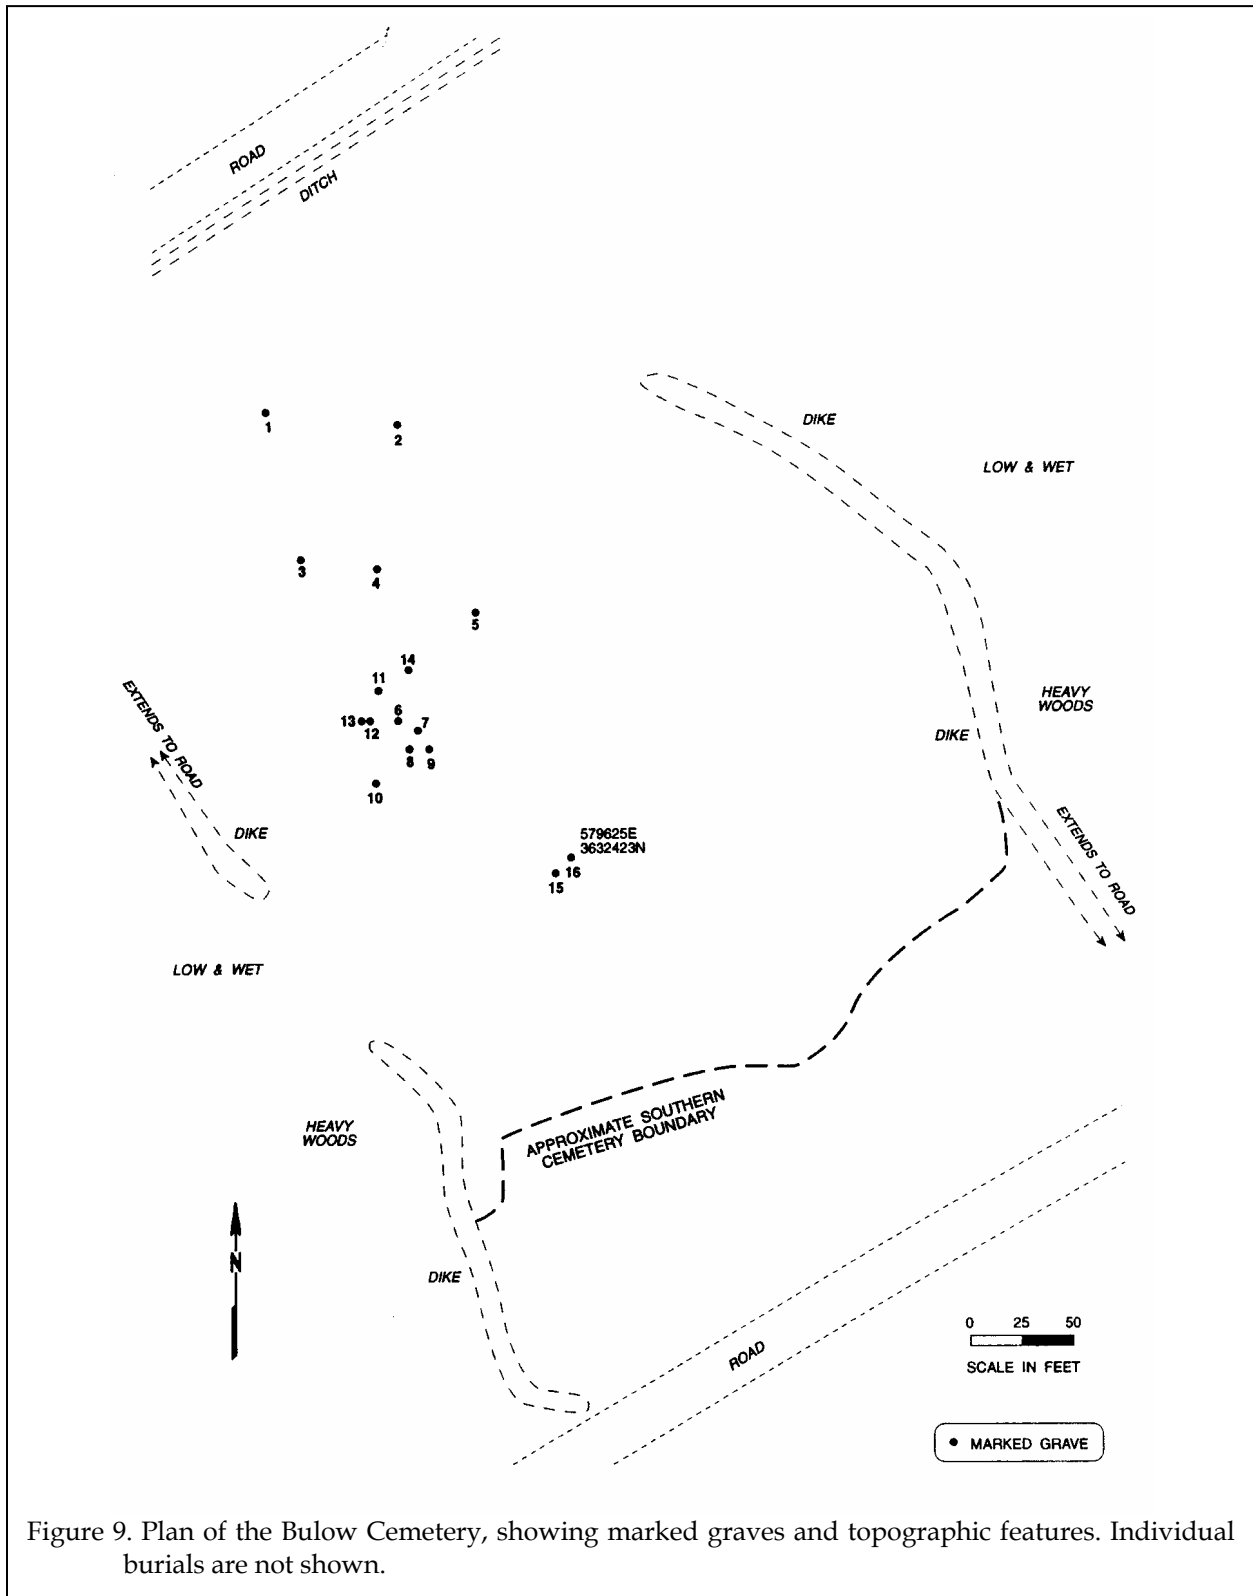 ROAD
DITCH
DIKE
LOW & WET
1
2
3
4
5
14
11
13
12
6
7
8
9
10
EXTENDS TO ROAD
DIKE
HEAVY
WOODS
DIKE
579625E
3632423N
16
15
EXTENDS TO ROAD
LOW & WET
HEAVY
WOODS
APPROXIMATE SOUTHERN
CEMETERY BOUNDARY
N
DIKE
ROAD
0 25 50
SCALE IN FEET
MARKED GRAVE
Figure 9. Plan of the Bulow Cemetery, showing marked graves and topographic features. Individual
burials are not shown.